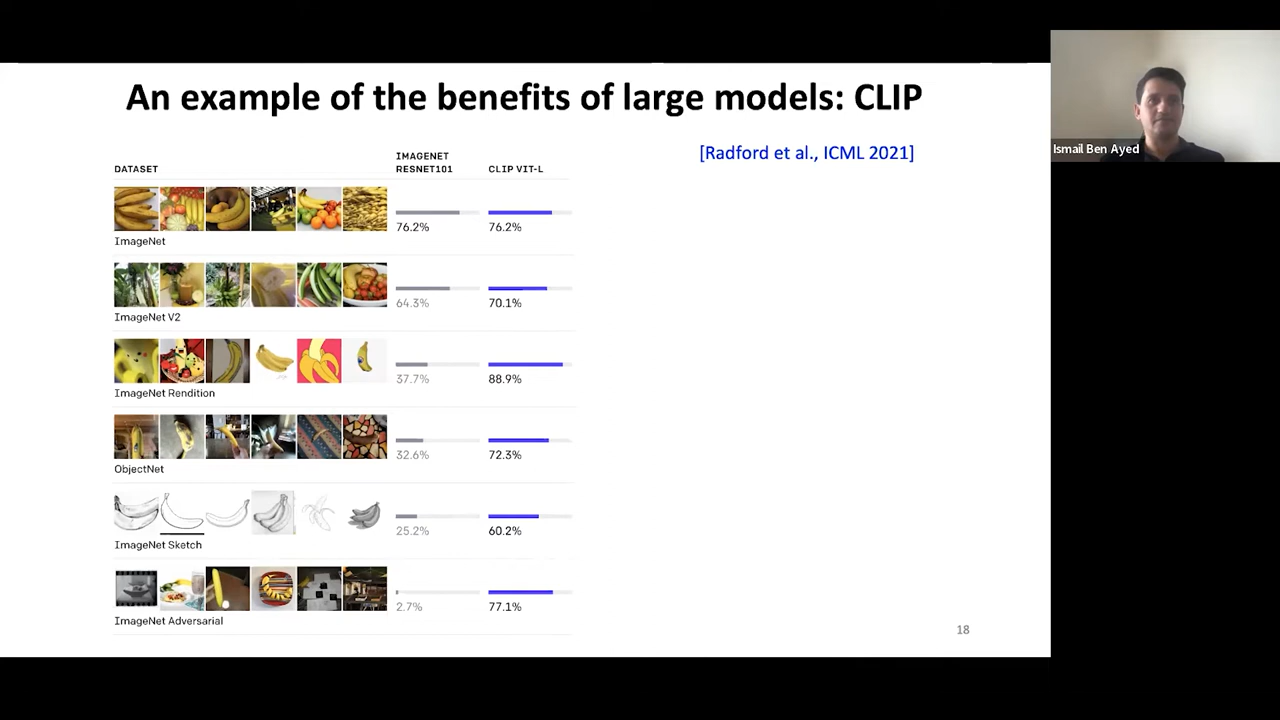 An example of the benefits of large models: CLIP
[Radford et al., ICML 2021]
Ismail Ben Ayed
DATASET
IMAGENET
RESNET101
CLIP VIT-L
76.2%
76.2%
ImageNet
64.3%
70.1%
ImageNet V2
37.7%
88.9%
ImageNet Rendition
32.6%
72.3%
ObjectNet
25.2%
60.2%
ImageNet Sketch
2.7%
77.1%
ImageNet Adversarial
18